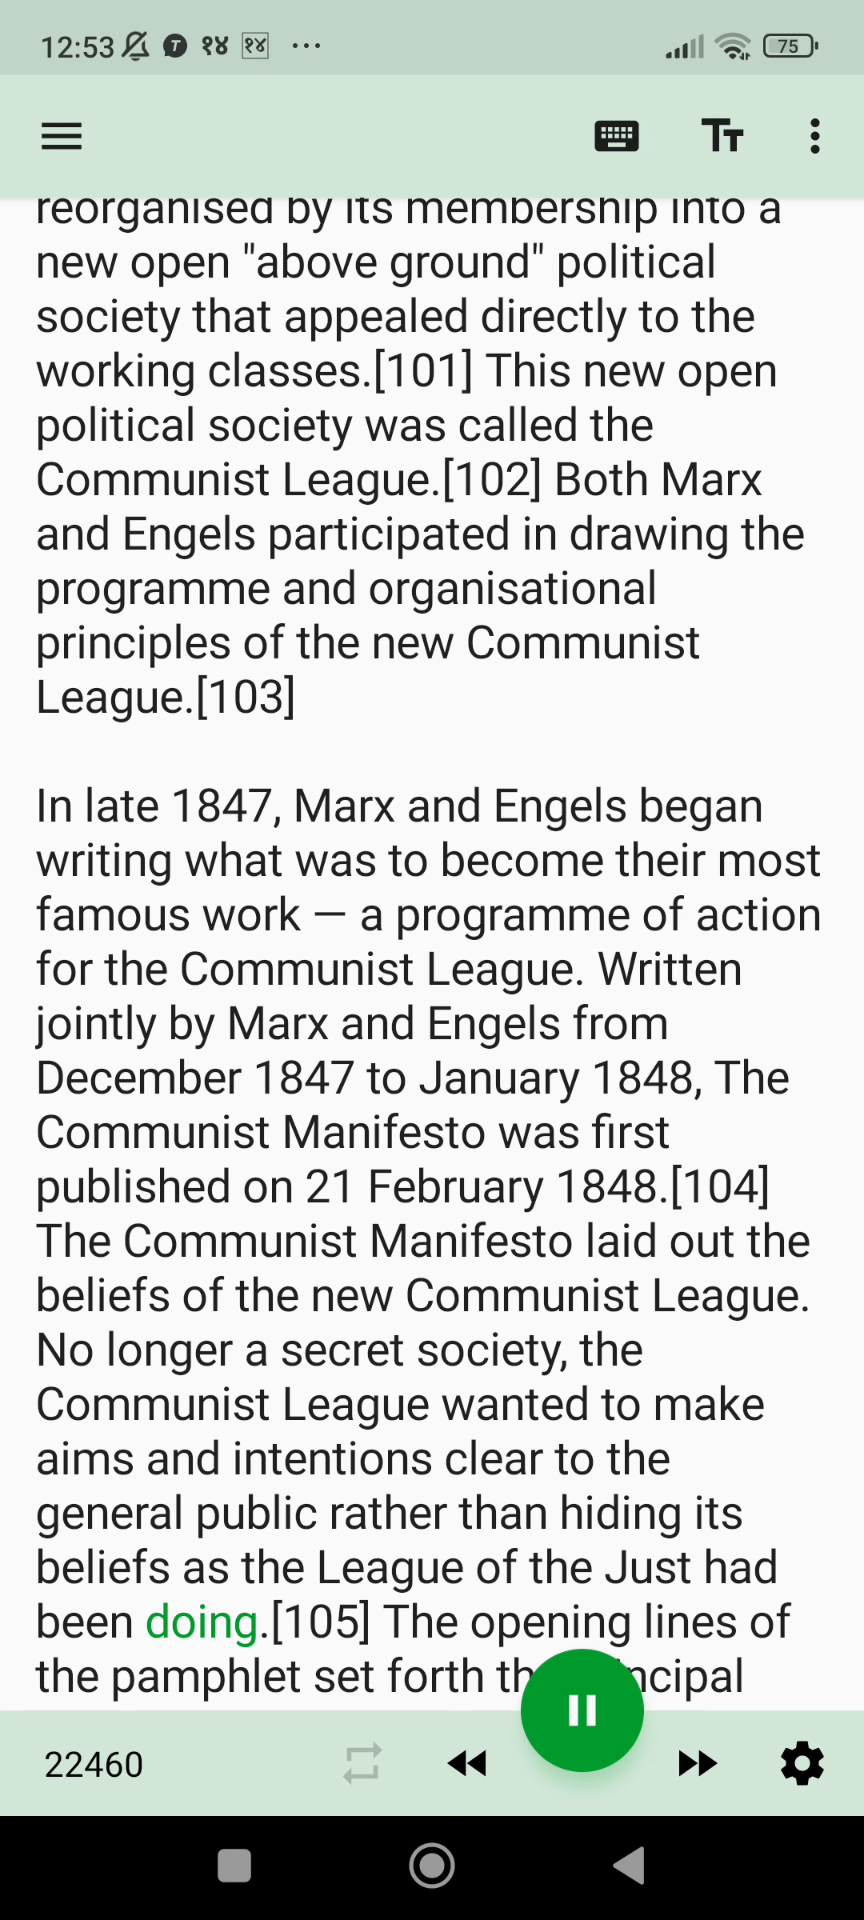 12:53 T १४ १४ ... 75
reorganised by its membership into a
new open "above ground" political
society that appealed directly to the
working classes.[101] This new open
political society was called the
Communist League.[102] Both Marx
and Engels participated in drawing the
programme and organisational
principles of the new Communist
League.[103]
In late 1847, Marx and Engels began
writing what was to become their most
famous work — a programme of action
for the Communist League. Written
jointly by Marx and Engels from
December 1847 to January 1848, The
Communist Manifesto was first
published on 21 February 1848.[104]
The Communist Manifesto laid out the
beliefs of the new Communist League.
No longer a secret society, the
Communist League wanted to make
aims and intentions clear to the
general public rather than hiding its
beliefs as the League of the Just had
been doing.[105] The opening lines of
the pamphlet set forth
22460